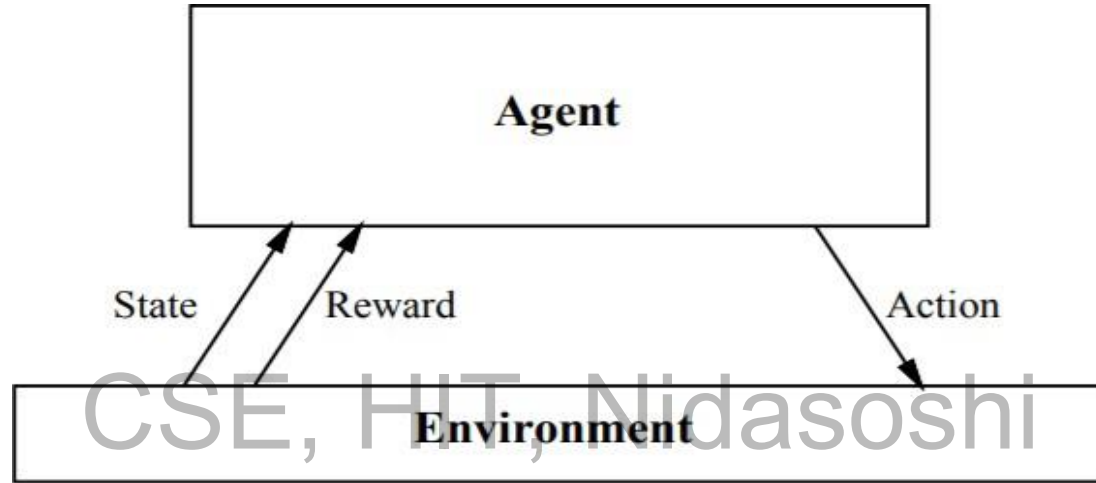 Agent
State
Reward
Action
Environment
CSE, HIT, Nidasoshi